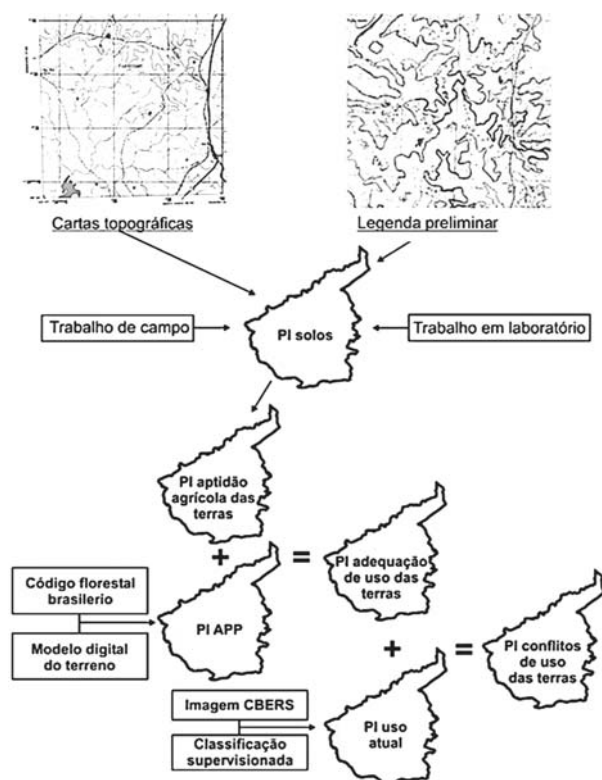 Cartas topográficas
Legenda preliminar
Trabalho de campo
PI solos
Trabalho em laboratório
PI aptidão
agrícola das
terras
+
=
PI adequação
de uso das
terras
Código florestal
brasilerio
Modelo digital
do terreno
PI APP
+
=
PI conflitos
de uso
das terras
Imagem CBERS
Classificação
supervisionada
PI uso
atual